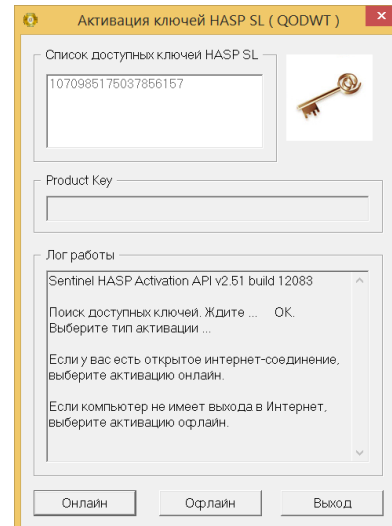 Активация ключей HASP SL ( QODWT )
Список доступных ключей HASP SL
1070985175037856157
Product Key
Лог работы
Sentinel HASP Activation API v2.51 build 12083
Поиск доступных ключей. Ждите ... OK.
Выберите тип активации ...
Если у вас есть открытое интернет-соединение,
выберите активацию онлайн.
Если компьютер не имеет выхода в Интернет,
выберите активацию офлайн.
Онлайн
Офлайн
Выход